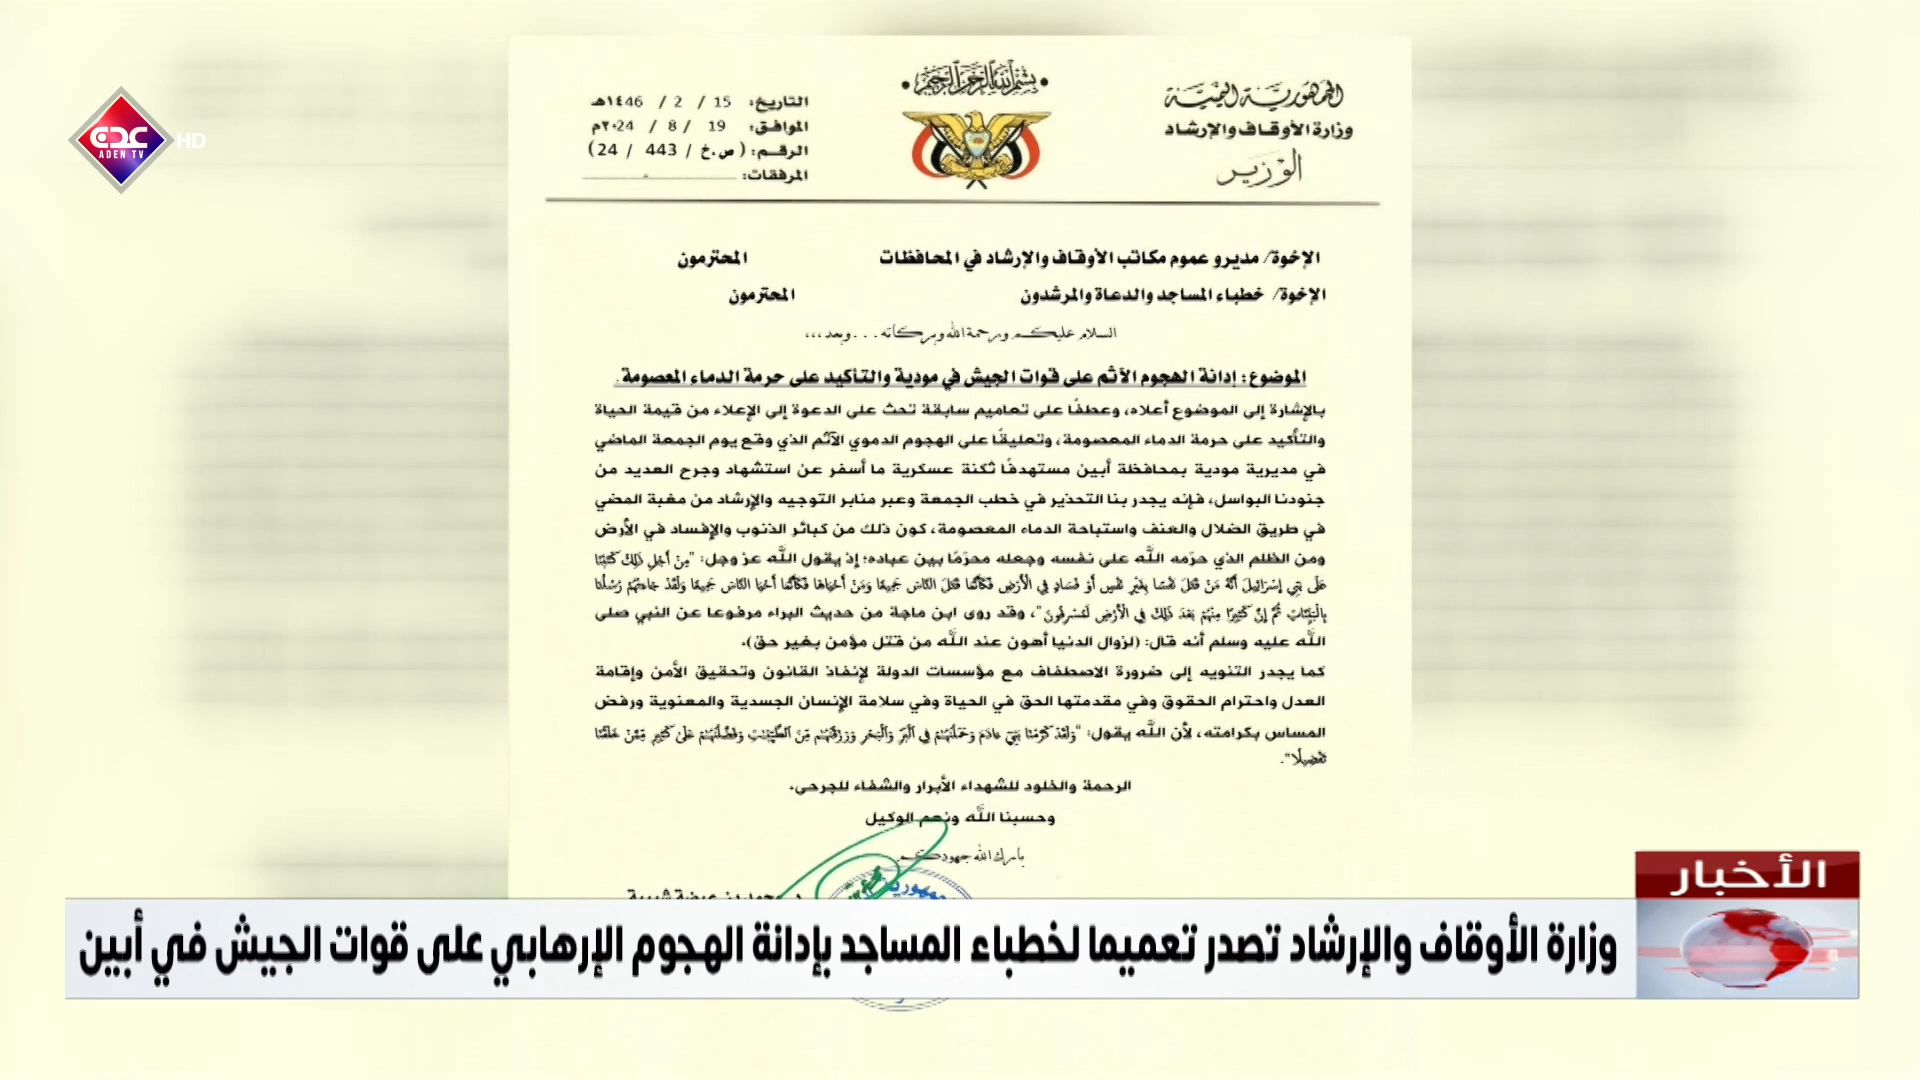 بسم الله الرحمن الرحيم
الجمهورية اليمنية
وزارة الأوقاف والإرشاد
الوزير
التاريخ: 15 / 2 / ١٤46هـ
الموافق: 19 / 8 / ٢٠24م
الرقم: ( ص.خ / 443 / 24)
المرفقات:
عدن
ADEN TV
HD
الإخوة/ مديرو عموم مكاتب الأوقاف والإرشاد في المحافظات المحترمون
الإخوة/ خطباء المساجد والدعاة والمرشدون المحترمون
السلام عليكم ورحمة الله وبركاته... وبعد،،،
الموضوع: إدانة الهجوم الآثم على قوات الجيش في مودية والتأكيد على حرمة الدماء المعصومة.
بالإشارة إلى الموضوع أعلاه، وعطفًا على تعاميم سابقة تحث على الدعوة إلى الإعلاء من قيمة الحياة
والتأكيد على حرمة الدماء المعصومة، وتعليقًا على الهجوم الدموي الآثم الذي وقع يوم الجمعة الماضي
في مديرية مودية بمحافظة أبين مستهدفًا ثكنة عسكرية ما أسفر عن استشهاد وجرح العديد من
جنودنا البواسل، فإنه يجدر بنا التحذير في خطب الجمعة وعبر منابر التوجيه والإرشاد من مغبة المضي
في طريق الضلال والعنف واستباحة الدماء المعصومة، كون ذلك من كبائر الذنوب والإفساد في الأرض
ومن الظلم الذي حرّمه الله على نفسه وجعله محرّمًا بين عباده؛ إذ يقول الله عز وجل: "مِنْ أَجْلِ ذَلِكَ كَتَبْنَا
عَلَى بَنِي إِسْرَائِيلَ أَنَّهُ مَنْ قَتَلَ نَفْسًا بِغَيْرِ نَفْسٍ أَوْ فَسَادٍ فِي الْأَرْضِ فَكَأَنَّمَا قَتَلَ النَّاسَ جَمِيعًا وَمَنْ أَحْيَاهَا فَكَأَنَّمَا أَحْيَا النَّاسَ جَمِيعًا وَلَقَدْ جَاءَتْهُمْ رُسُلُنَا
بِالْبَيِّنَاتِ ثُمَّ إِنَّ كَثِيرًا مِنْهُمْ بَعْدَ ذَلِكَ فِي الْأَرْضِ لَمُسْرِفُونَ"، وقد روى ابن ماجة من حديث البراء مرفوعا عن النبي صلى
الله عليه وسلم أنه قال: (لزوال الدنيا أهون عند الله من قتل مؤمن بغير حق).
كما يجدر التنويه إلى ضرورة الاصطفاف مع مؤسسات الدولة لإنفاذ القانون وتحقيق الأمن وإقامة
العدل واحترام الحقوق وفي مقدمتها الحق في الحياة وفي سلامة الإنسان الجسدية والمعنوية ورفض
المساس بكرامته، لأن الله يقول: "وَلَقَدْ كَرَّمْنَا بَنِي ءَادَمَ وَحَمَلْنَاهُمْ فِي الْبَرِّ وَالْبَحْرِ وَرَزَقْنَاهُمْ مِّنَ الطَّيِّبَاتِ وَفَضَّلْنَاهُمْ عَلَى كَثِيرٍ مِّمَّنْ خَلَقْنَا
تَفْضِيلًا".
الرحمة والخلود للشهداء الأبرار والشفاء للجرحى.
وحسبنا الله ونعم الوكيل
بارك الله جهودكم
الأخبار
وزارة الأوقاف والإرشاد تصدر تعميما لخطباء المساجد بإدانة الهجوم الإرهابي على قوات الجيش في أبين